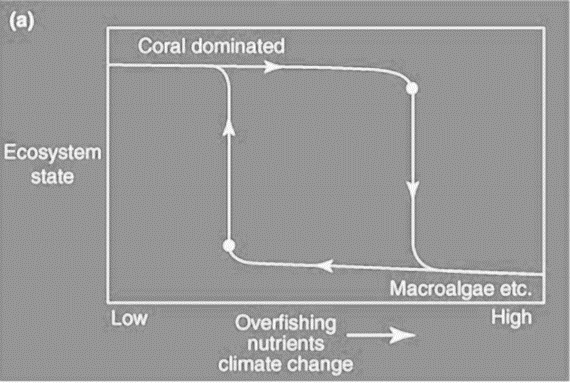 (a)
Coral dominated
Ecosystem
state
Macroalgae etc.
Low
High
Overfishing
nutrients
climate change